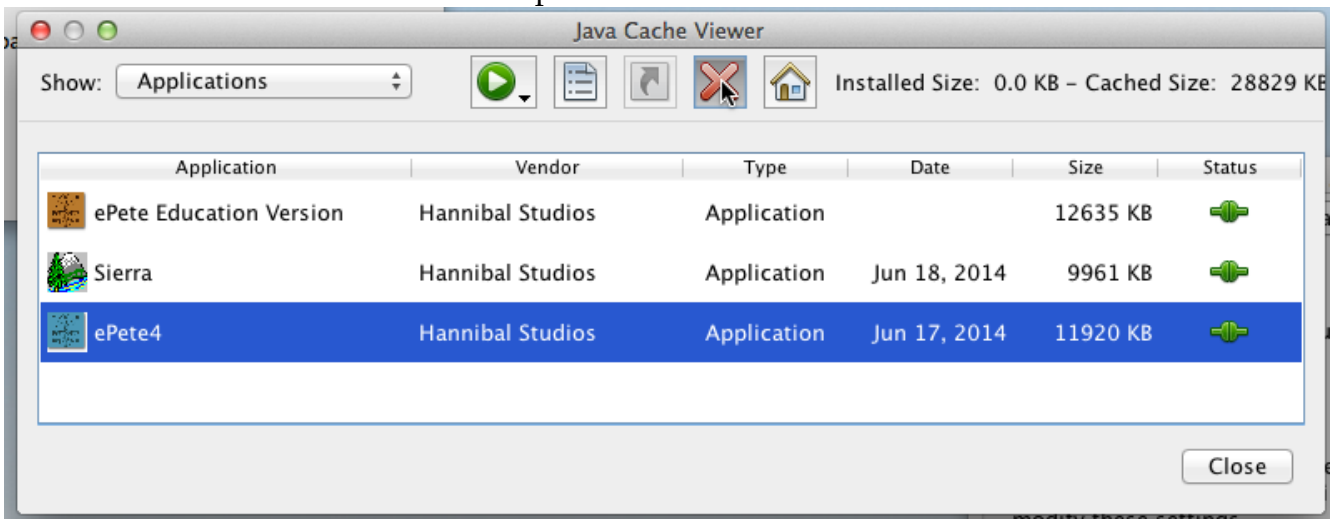 Java Cache Viewer
Show: Applications Installed Size: 0.0 KB – Cached Size: 28829 KB
Application Vendor Type Date Size Status
ePete Education Version Hannibal Studios Application 12635 KB
Sierra Hannibal Studios Application Jun 18, 2014 9961 KB
ePete4 Hannibal Studios Application Jun 17, 2014 11920 KB
Close